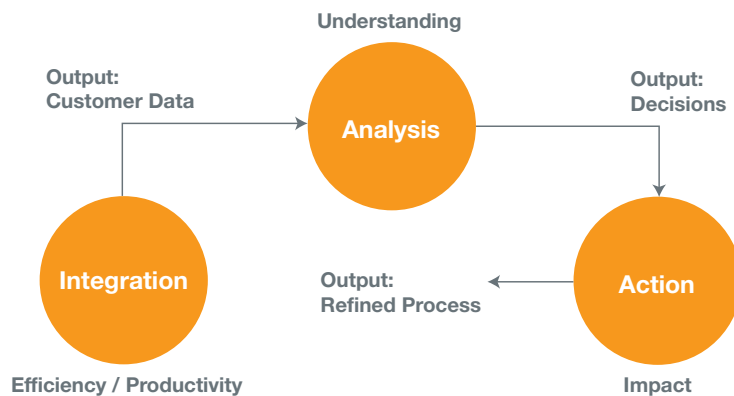 Understanding
Output:
Customer Data
Output:
Decisions
Analysis
Integration
Output:
Refined Process
Action
Efficiency / Productivity
Impact